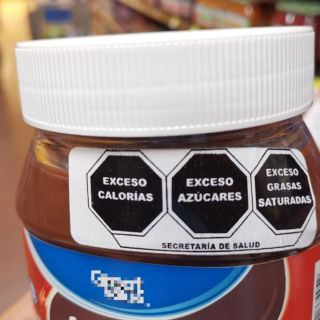 EXCESO
CALORÍAS
EXCESO
AZÚCARES
EXCESO
GRASAS
SATURADAS
SECRETARÍA DE SALUD